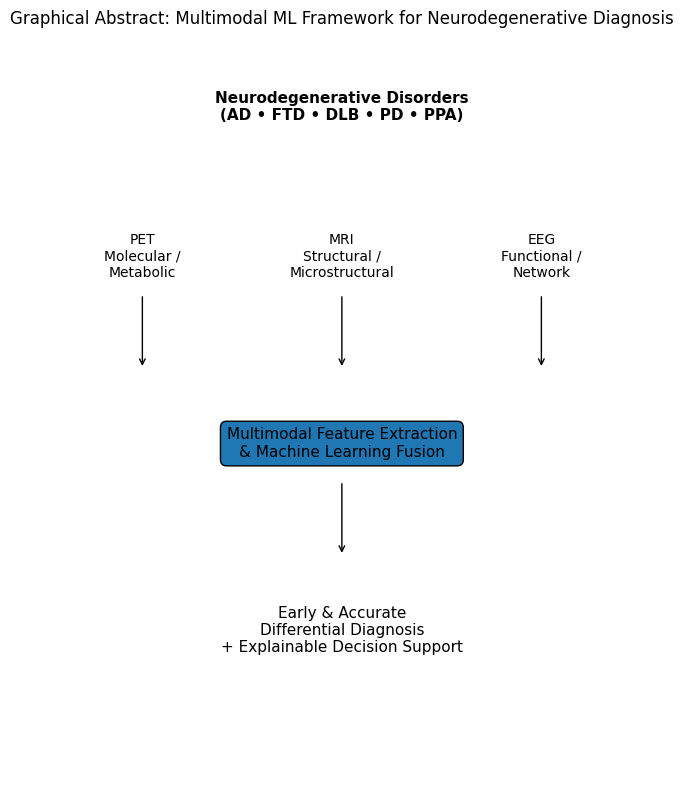 Graphical Abstract: Multimodal ML Framework for Neurodegenerative Diagnosis
Neurodegenerative Disorders
(AD • FTD • DLB • PD • PPA)
PET
Molecular /
Metabolic
MRI
Structural /
Microstructural
EEG
Functional /
Network
Multimodal Feature Extraction
& Machine Learning Fusion
Early & Accurate
Differential Diagnosis
+ Explainable Decision Support